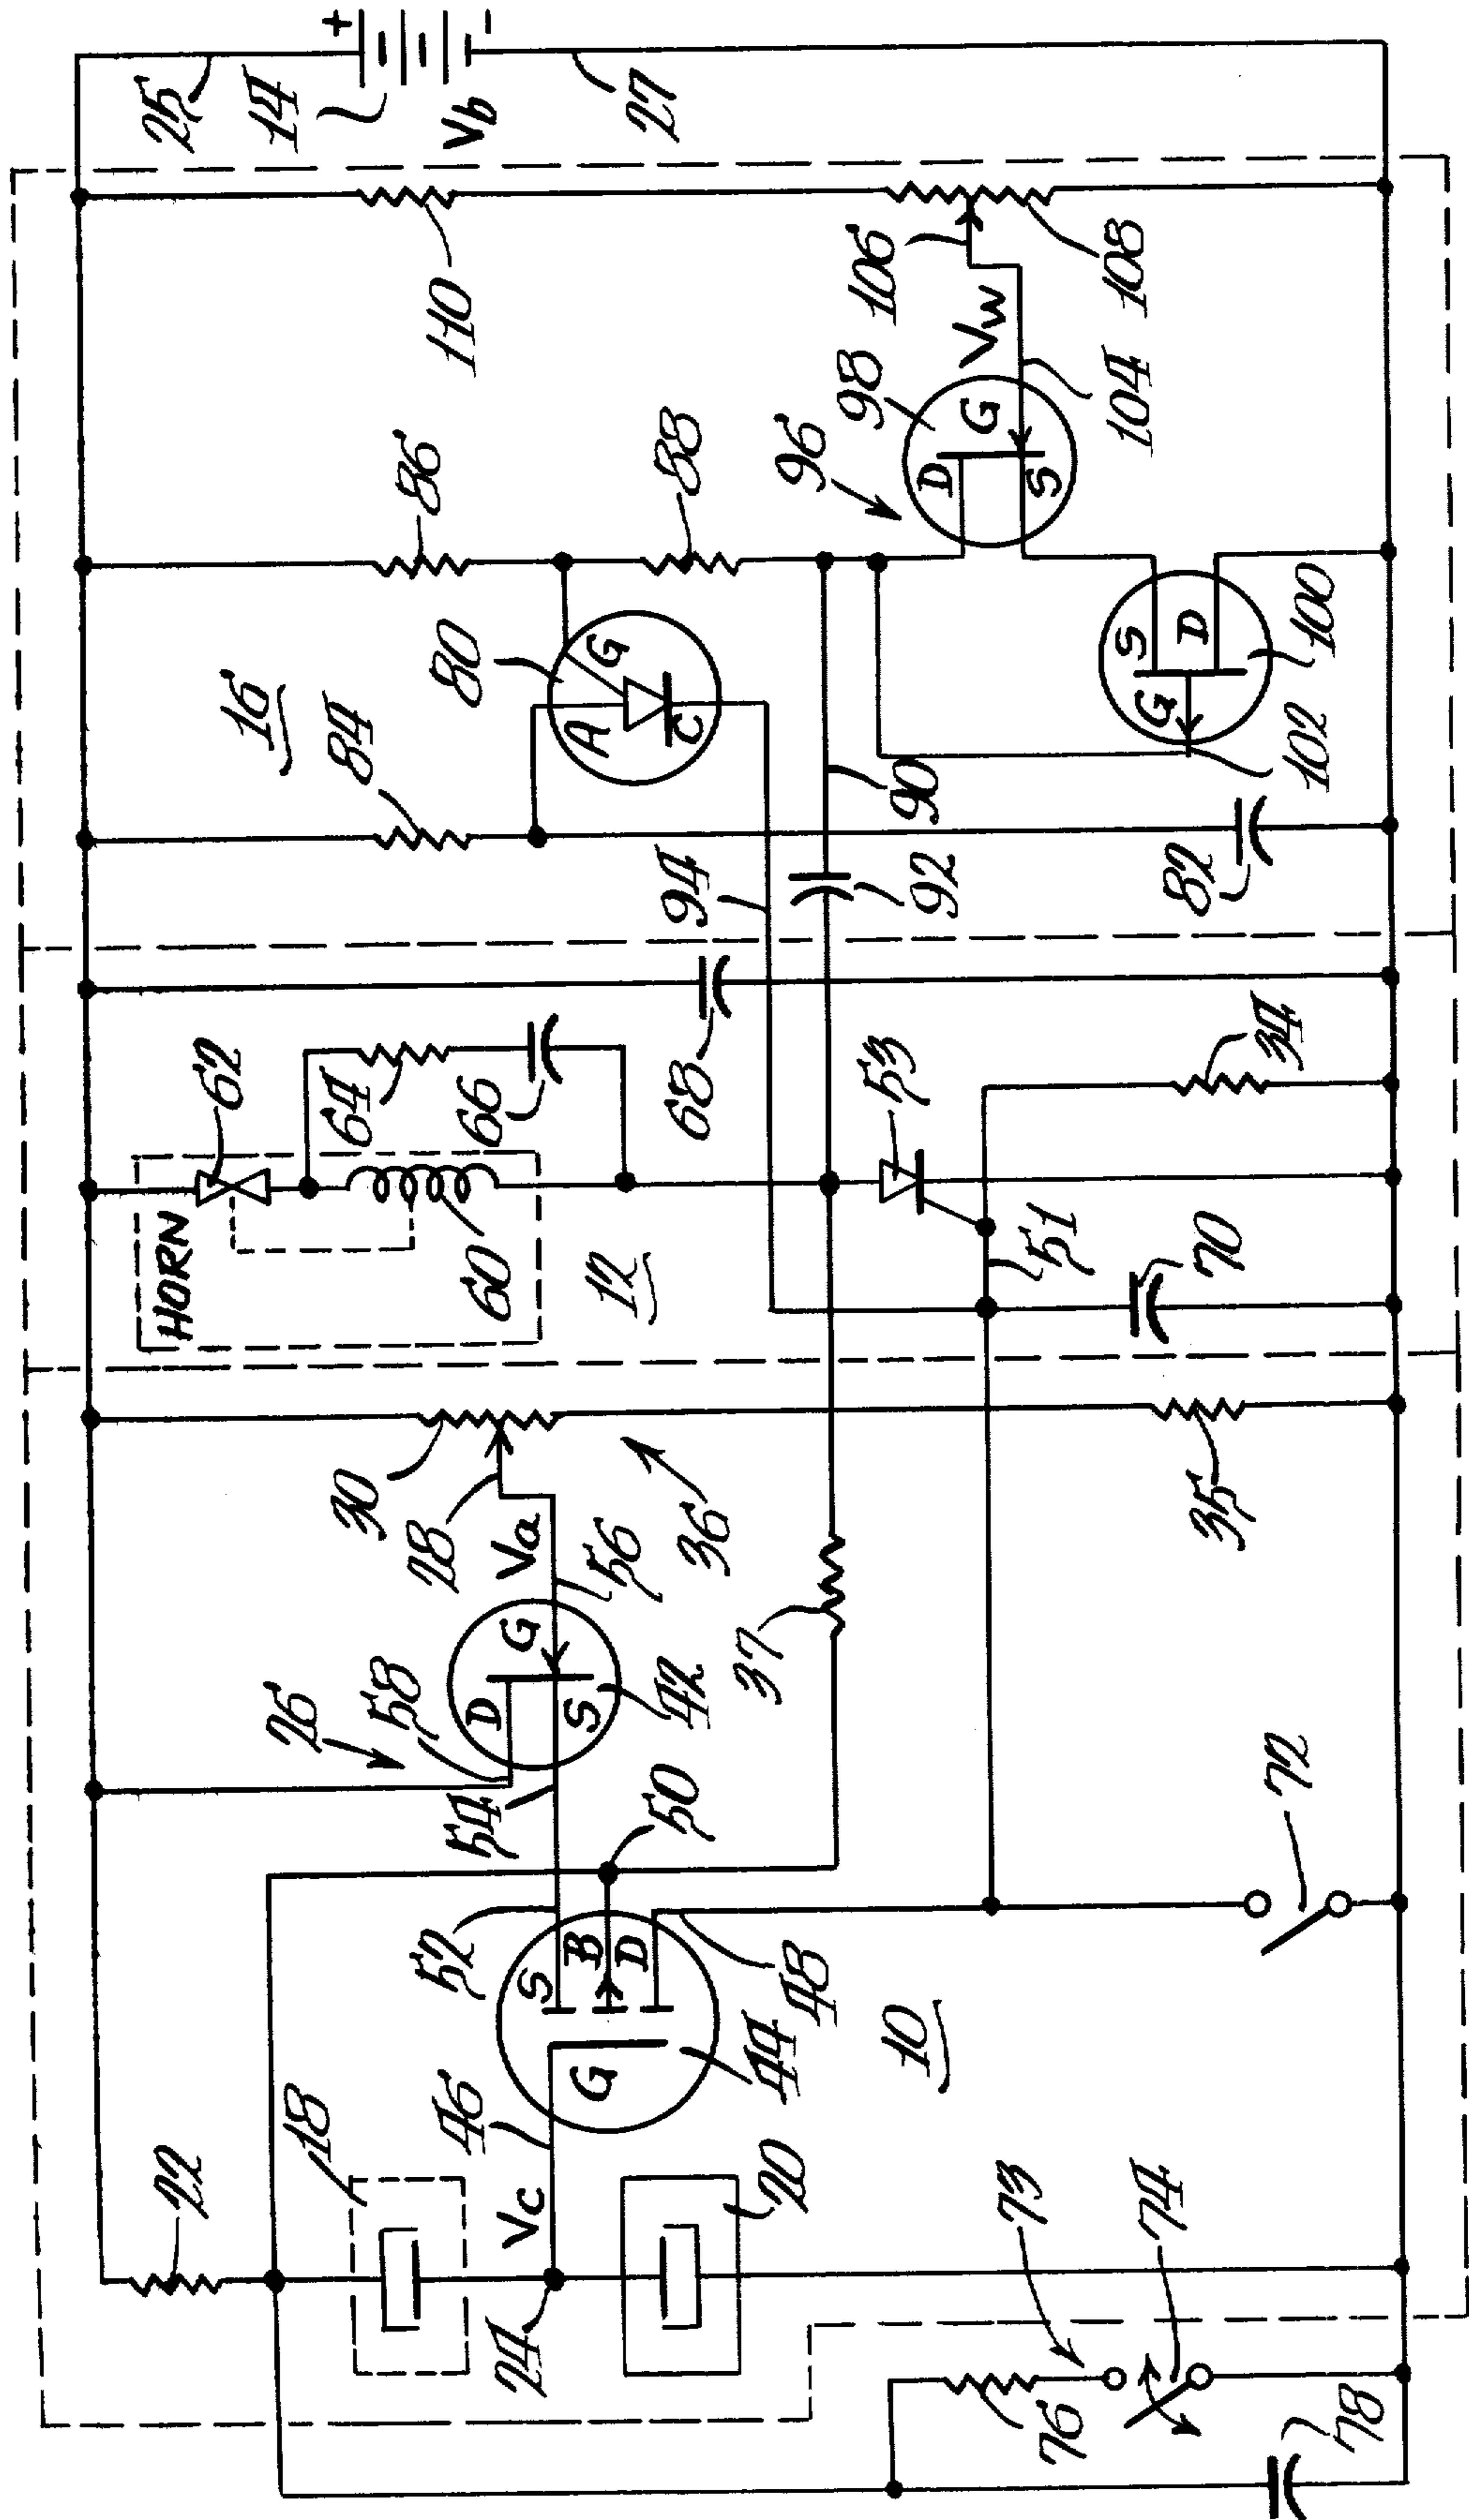 HORN
22
62
25
16
14
18
26
+
30
64
84
58
86
28
52
46
54
60
66
80
110
Vb
−
Vc
24
S
D
G
Va
G
B
D
S
56
12
A
G
C
27
50
42
36
68
94
88
20
44
48
37
96
98
106
10
53
92
90
D
G
S
Vw
73
76
74
51
104
108
70
82
G
S
D
35
34
102
100
72
78